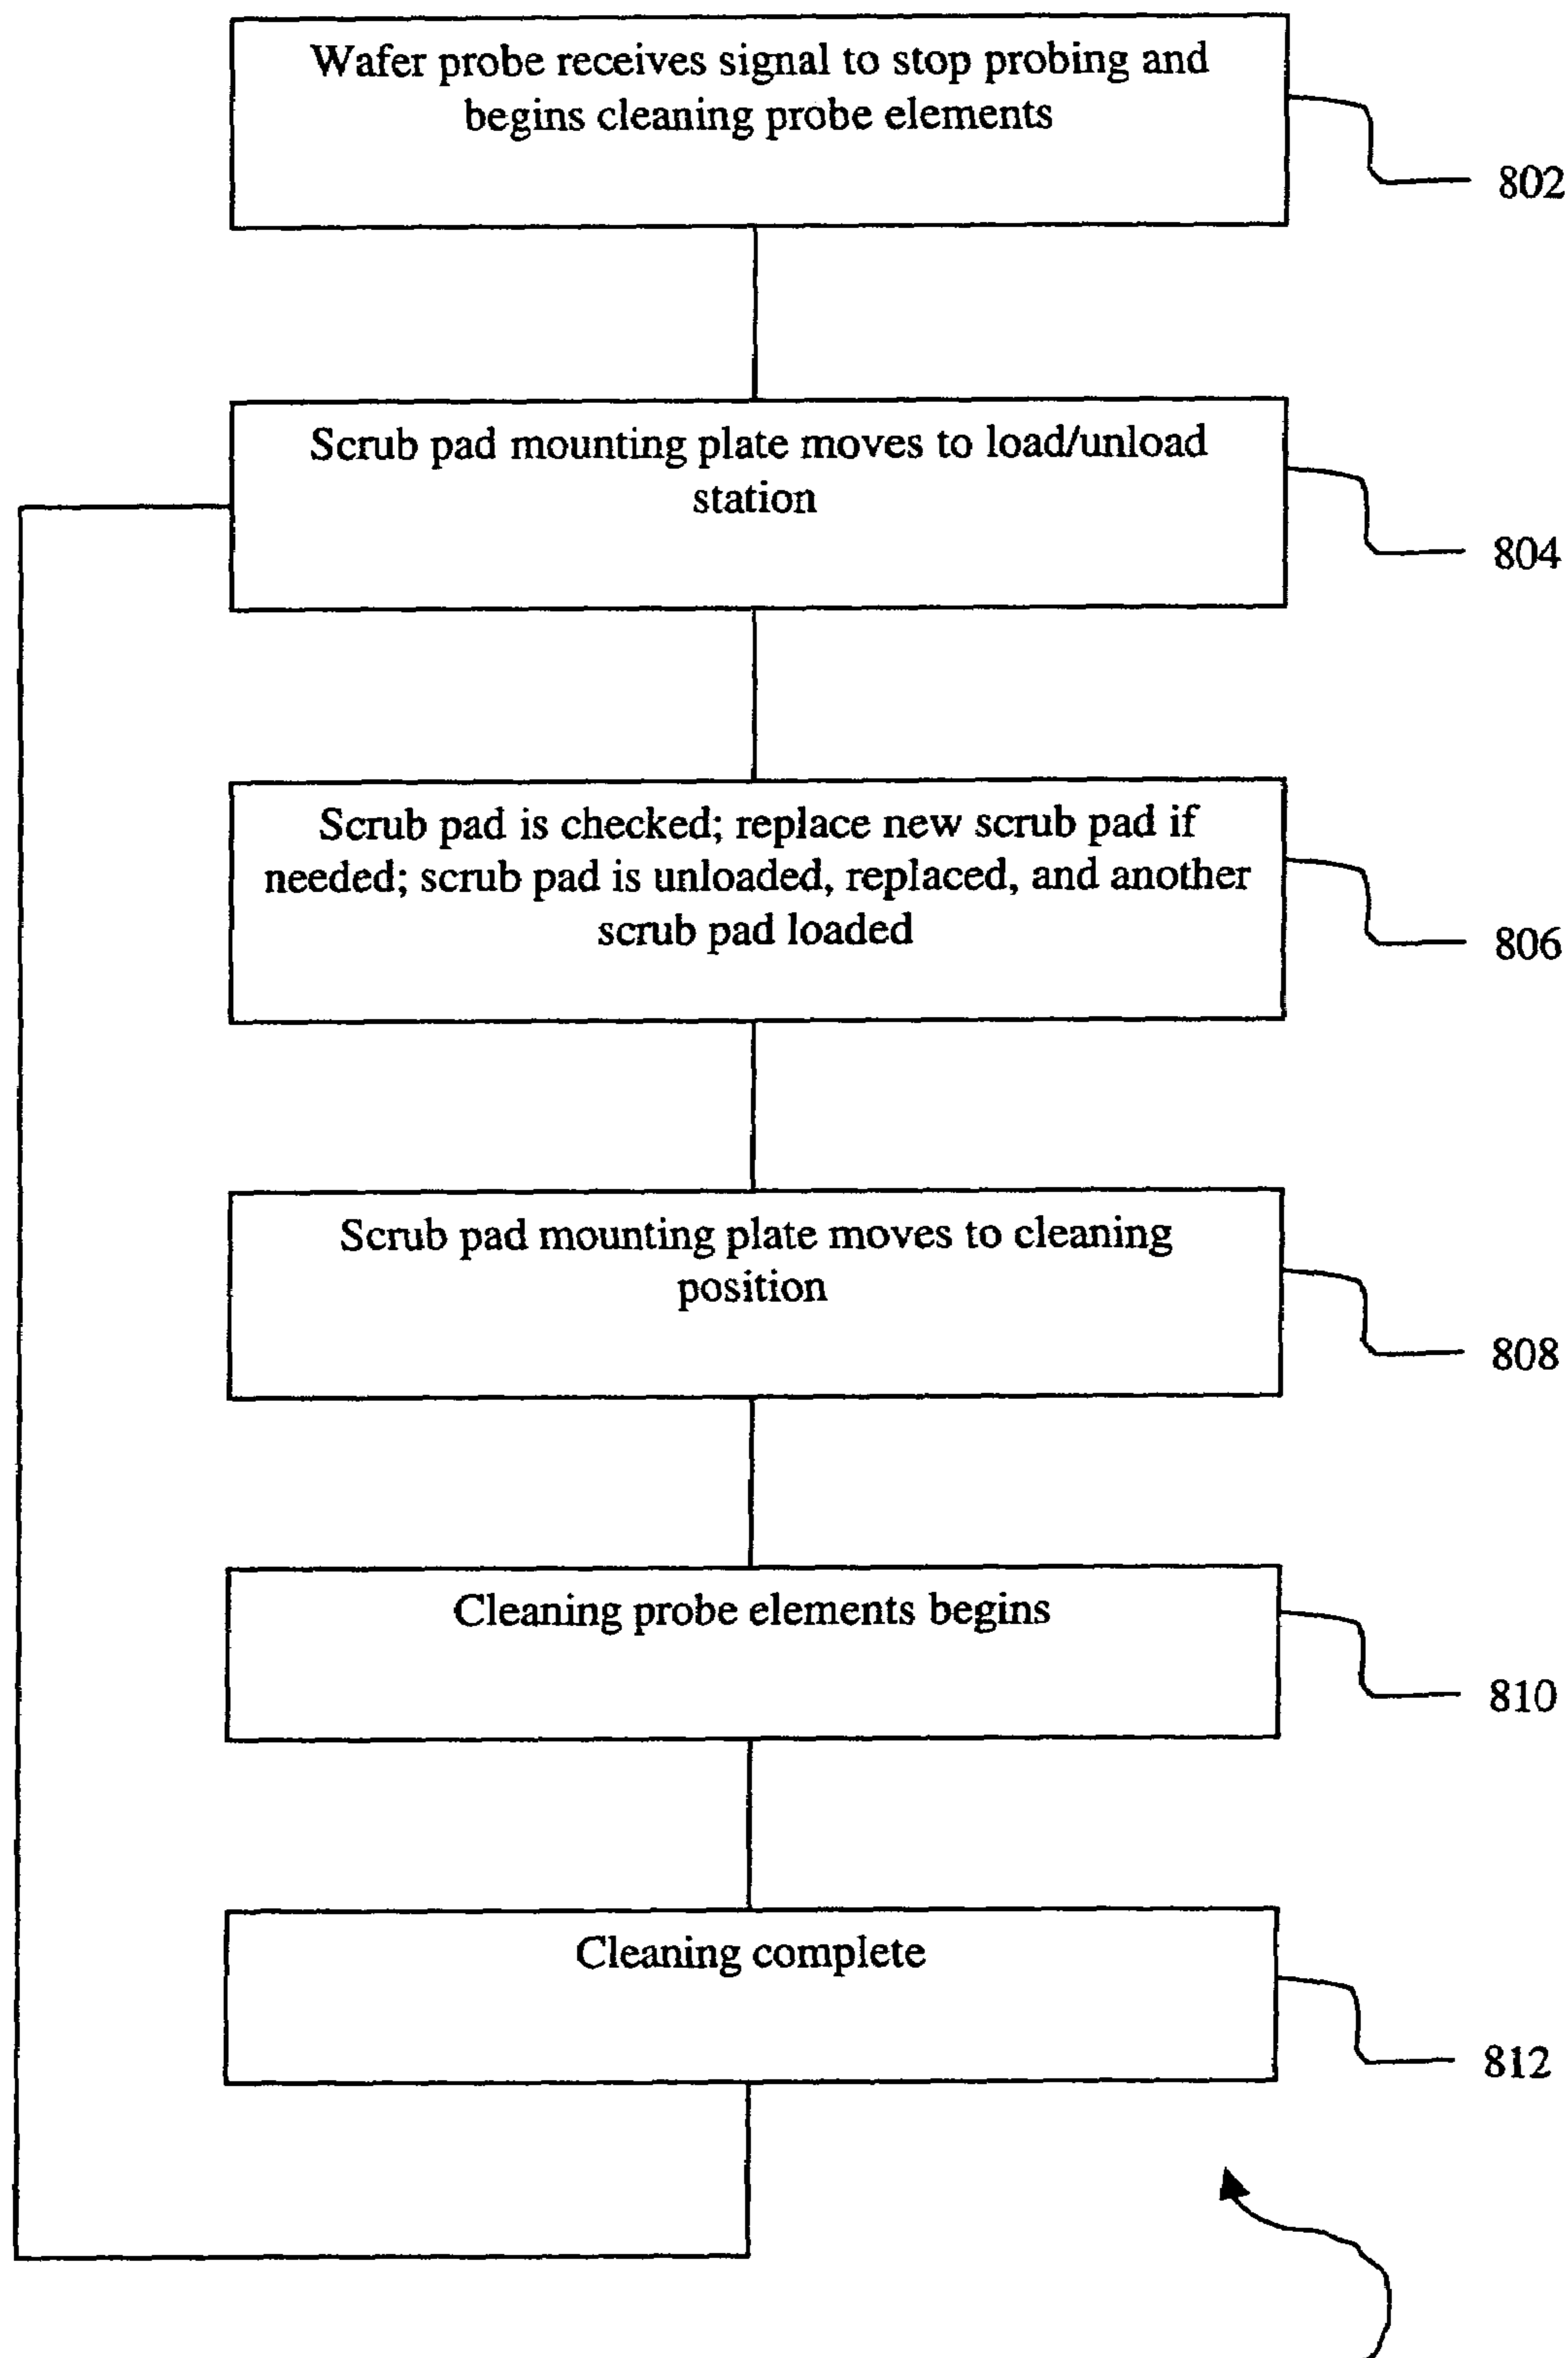 Wafer probe receives signal to stop probing and
begins cleaning probe elements
802
Scrub pad mounting plate moves to load/unload
station
804
Scrub pad is checked; replace new scrub pad if
needed; scrub pad is unloaded, replaced, and another
scrub pad loaded
806
Scrub pad mounting plate moves to cleaning
position
808
Cleaning probe elements begins
810
Cleaning complete
812